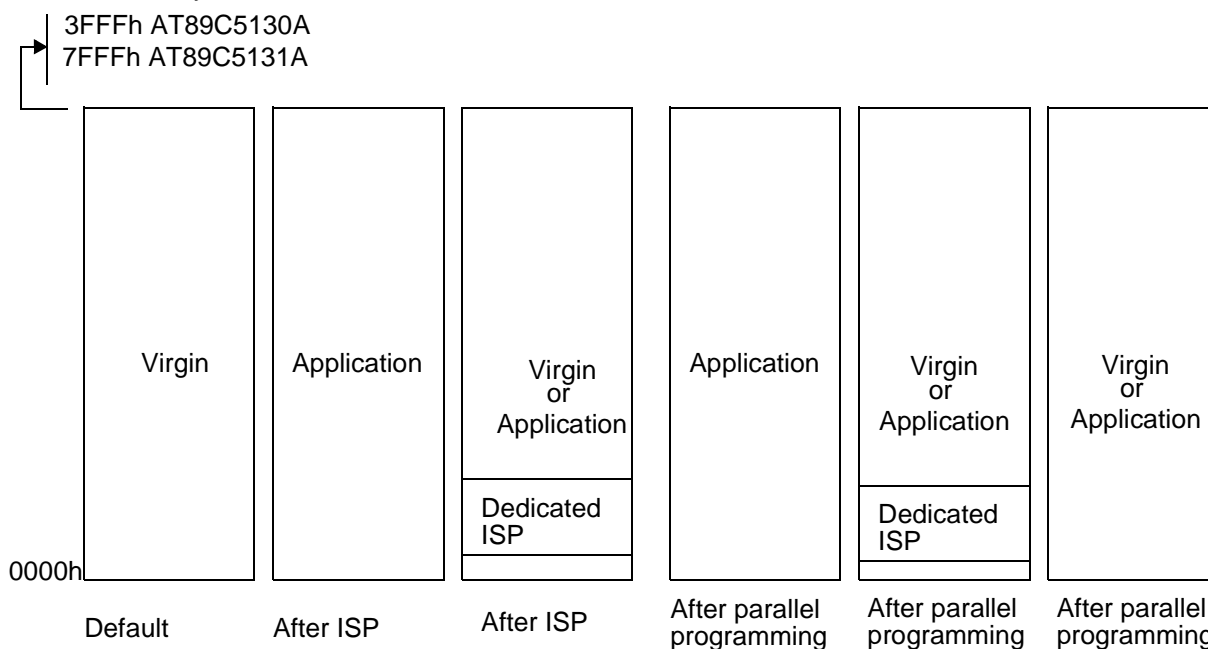 3FFFh AT89C5130A
7FFFh AT89C5131A
Virgin
Application
Virgin
or
Application
Application
Virgin
or
Application
Virgin
or
Application
Dedicated
ISP
Dedicated
ISP
0000h
Default
After ISP
After ISP
After parallel
programming
After parallel
programming
After parallel
programming